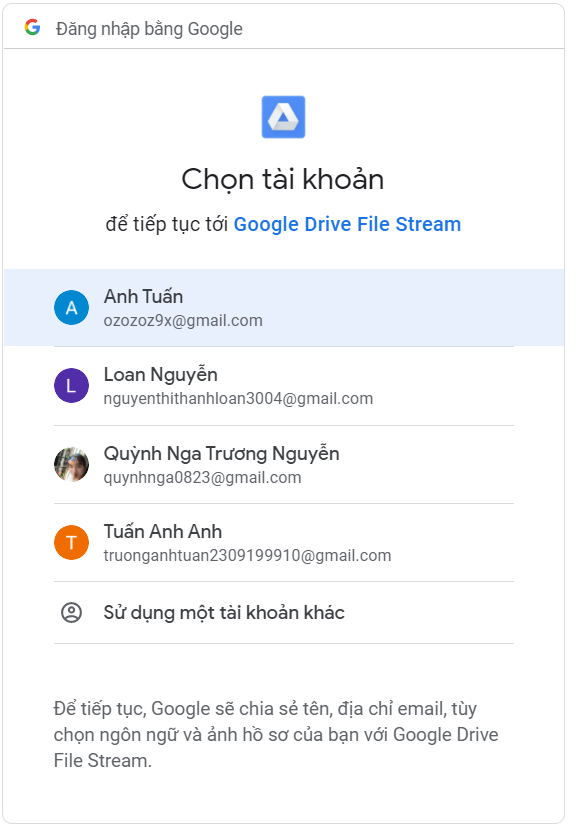 Đăng nhập bằng Google
Chọn tài khoản
để tiếp tục tới Google Drive File Stream
A
Anh Tuấn
ozozoz9x@gmail.com
L
Loan Nguyễn
nguyenthithanhloan3004@gmail.com
Quỳnh Nga Trương Nguyễn
quynhnga0823@gmail.com
T
Tuấn Anh Anh
truonganhtuan2309199910@gmail.com
Sử dụng một tài khoản khác
Để tiếp tục, Google sẽ chia sẻ tên, địa chỉ email, tùy
chọn ngôn ngữ và ảnh hồ sơ của bạn với Google Drive
File Stream.